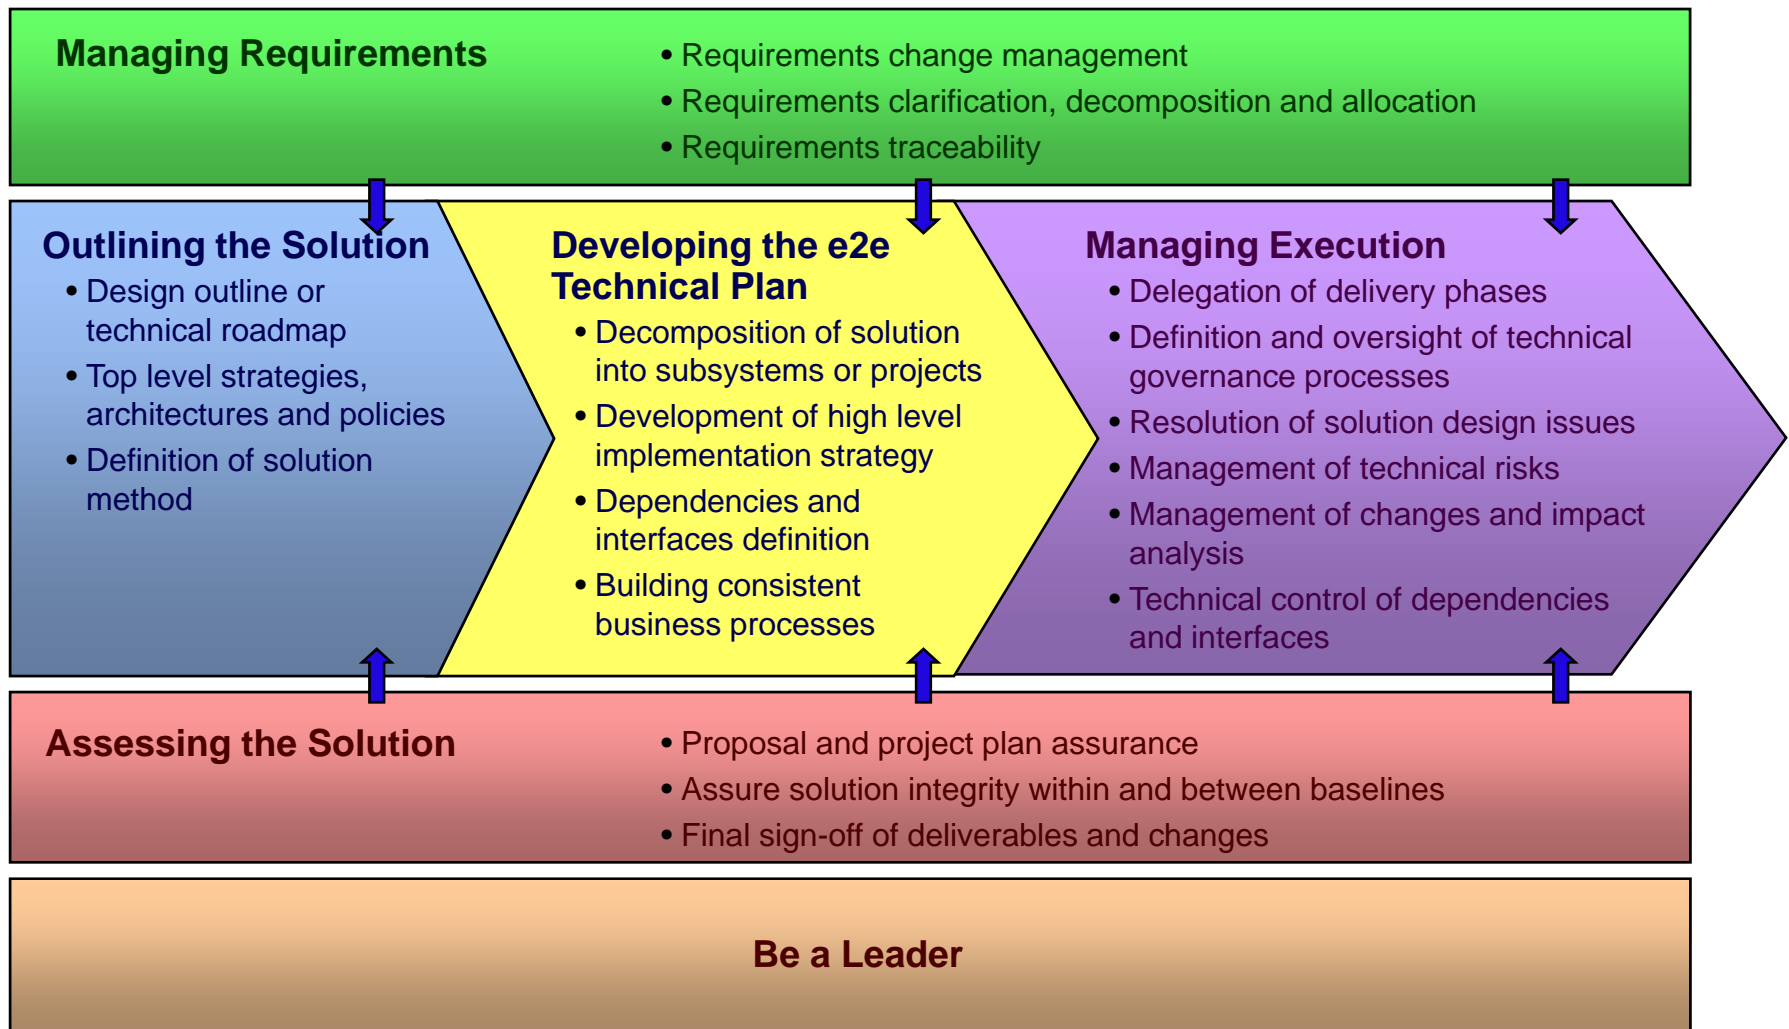 Managing Requirements
• Requirements change management
• Requirements clarification, decomposition and allocation
• Requirements traceability
Outlining the Solution
• Design outline or
technical roadmap
• Top level strategies,
architectures and policies
• Definition of solution
method
Developing the e2e
Technical Plan
• Decomposition of solution
into subsystems or projects
• Development of high level
implementation strategy
• Dependencies and
interfaces definition
• Building consistent
business processes
Managing Execution
• Delegation of delivery phases
• Definition and oversight of technical
governance processes
• Resolution of solution design issues
• Management of technical risks
• Management of changes and impact
analysis
• Technical control of dependencies
and interfaces
Assessing the Solution
• Proposal and project plan assurance
• Assure solution integrity within and between baselines
• Final sign-off of deliverables and changes
Be a Leader